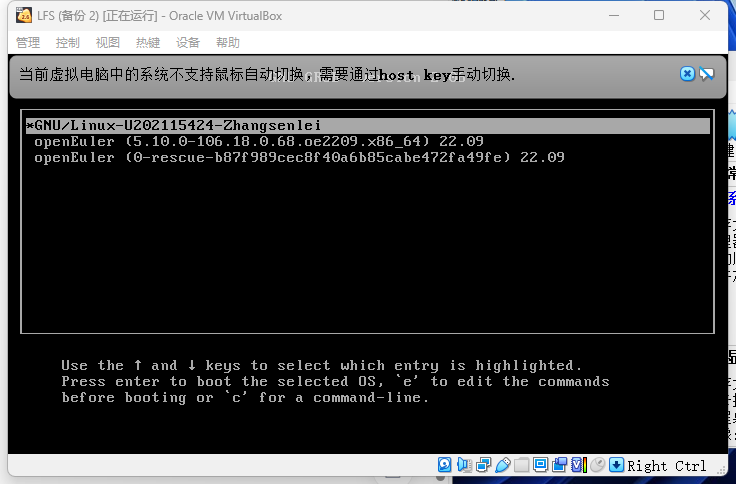 LFS (备份 2) [正在运行] - Oracle VM VirtualBox
管理 控制 视图 热键 设备 帮助
当前虚拟电脑中的系统不支持鼠标自动切换，需要通过host key手动切换.
*GNU/Linux-U202115424-Zhangsenlei
openEuler (5.10.0-106.18.0.68.oe2209.x86_64) 22.09
openEuler (0-rescue-b87f989cec8f40a6b85cabe472fa49fe) 22.09
Use the ↑ and ↓ keys to select which entry is highlighted.
Press enter to boot the selected OS, `e' to edit the commands
before booting or `c' for a command-line.
Right Ctrl